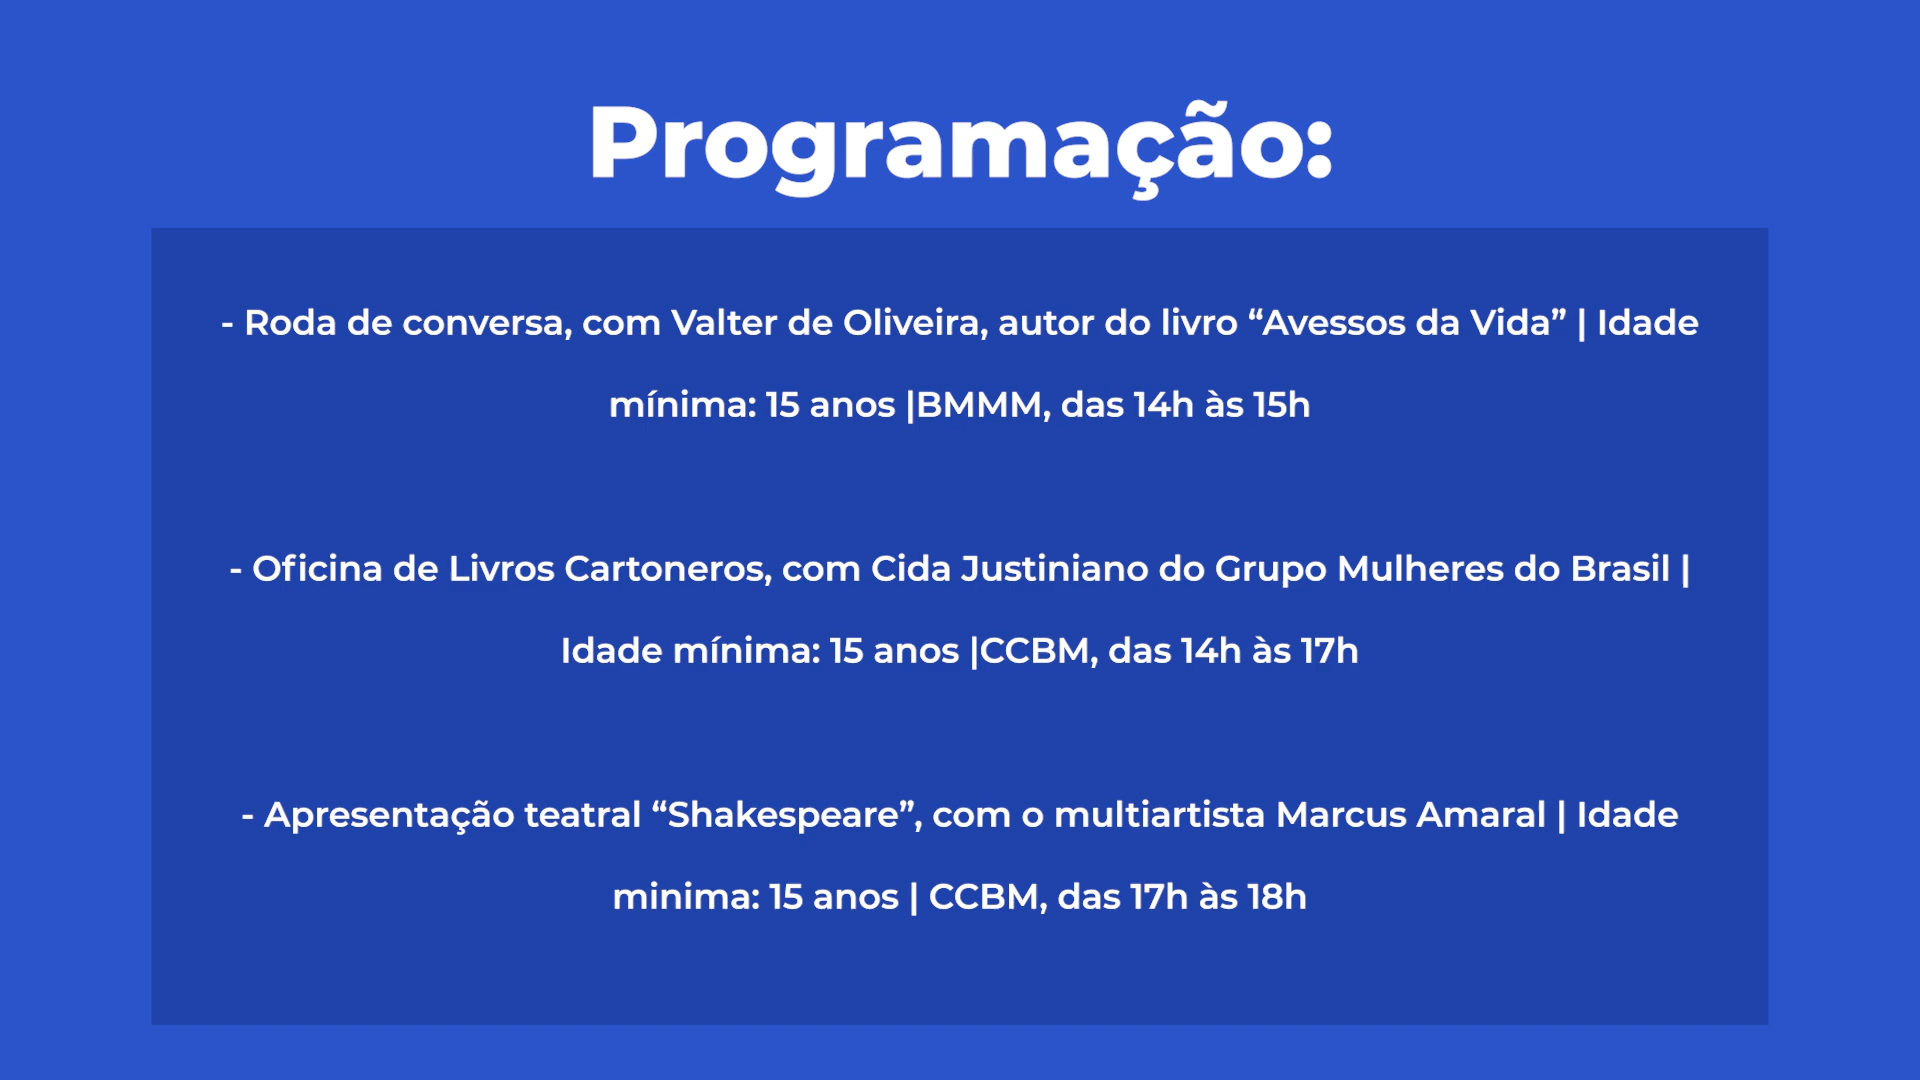 Programação:
- Roda de conversa, com Valter de Oliveira, autor do livro “Avessos da Vida” | Idade
mínima: 15 anos |BMMM, das 14h às 15h
- Oficina de Livros Cartoneros, com Cida Justiniano do Grupo Mulheres do Brasil |
Idade mínima: 15 anos |CCBM, das 14h às 17h
- Apresentação teatral “Shakespeare”, com o multiartista Marcus Amaral | Idade
minima: 15 anos | CCBM, das 17h às 18h